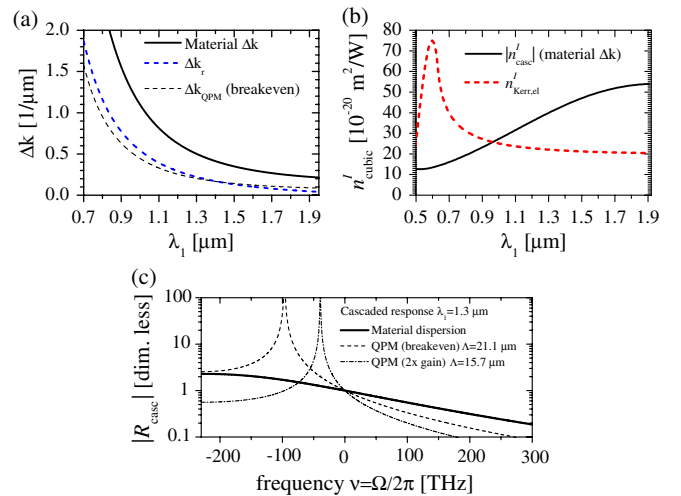 (a)
Δk [1/μm]
2.0
1.5
1.0
0.5
0.0
Material Δk
Δk_r
Δk_QPM (breakeven)
0.7 0.9 1.1 1.3 1.5 1.7 1.9
λ_1 [μm]
(b)
n^I_cubic [10^-20 m^2/W]
80
70
60
50
40
30
20
10
0
|n^I_casc| (material Δk)
n^I_Kerr,el
0.5 0.7 0.9 1.1 1.3 1.5 1.7 1.9
λ_1 [μm]
(c)
|R_casc| [dim. less]
100
10
1
0.1
Cascaded response λ_1=1.3 μm
Material dispersion
QPM (breakeven) Λ=21.1 μm
QPM (2x gain) Λ=15.7 μm
-200 -100 0 100 200 300
frequency ν=Ω/2π [THz]